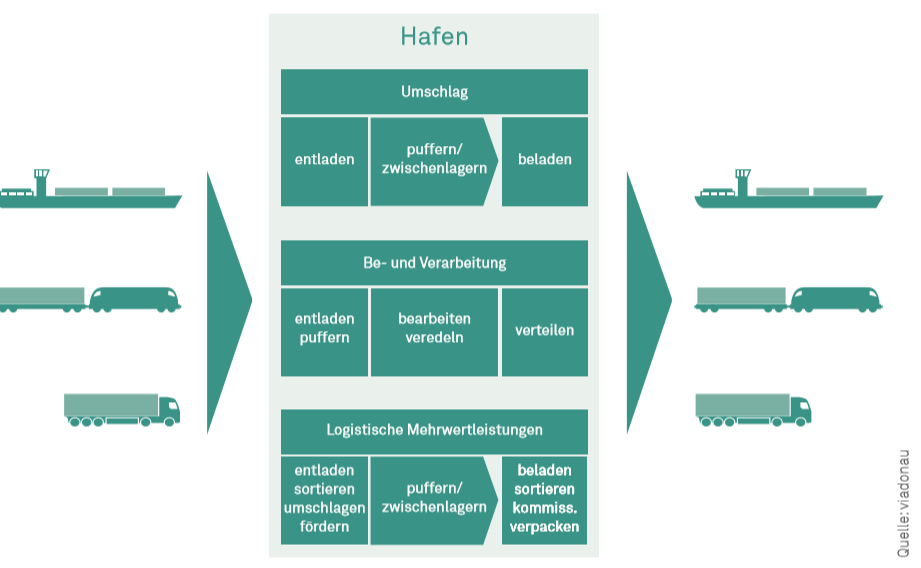 Hafen
Umschlag
entladen
puffern/
zwischenlagern
beladen
Be- und Verarbeitung
entladen
puffern
bearbeiten
veredeln
verteilen
Logistische Mehrwertleistungen
entladen
sortieren
umschlagen
fördern
puffern/
zwischenlagern
beladen
sortieren
kommiss.
verpacken
Quelle: viadonau